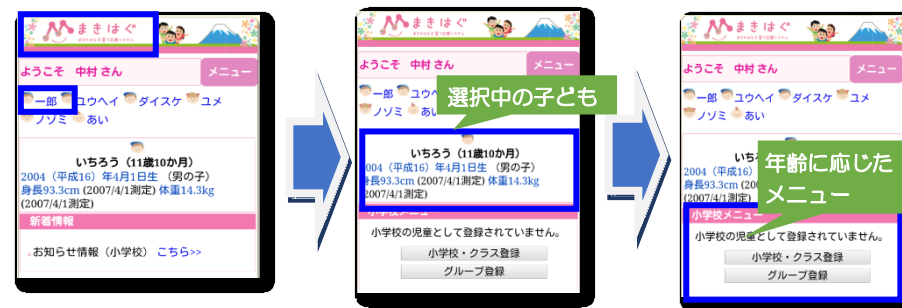 まきはぐ
ようこそ 中村 さん
メニュー
一郎 ユウヘイ ダイスケ ユメ
ノゾミ あい
いちろう（11歳10か月）
2004（平成16）年4月1日生 （男の子）
身長93.3cm (2007/4/1測定) 体重14.3kg
(2007/4/1測定)
新着情報
お知らせ情報（小学校） こちら>>
まきはぐ
ようこそ 中村 さん
メニュー
一郎 ユウヘ
ノゾミ あい
選択中の子ども
いちろう（11歳10か月）
2004（平成16）年4月1日生 （男の子）
身長93.3cm (2007/4/1測定) 体重14.3kg
(2007/4/1測定)
小学校メニュー
小学校の児童として登録されていません。
小学校・クラス登録
グループ登録
まきはぐ
ようこそ 中村 さん
メニュー
一郎 ユウヘイ ダイスケ ユメ
ノゾミ あい
いちろ
2004（平成16）
身長93.3cm (200
(2007/4/1測定)
年齢に応じた
メニュー
小学校メニュー
小学校の児童として登録されていません。
小学校・クラス登録
グループ登録